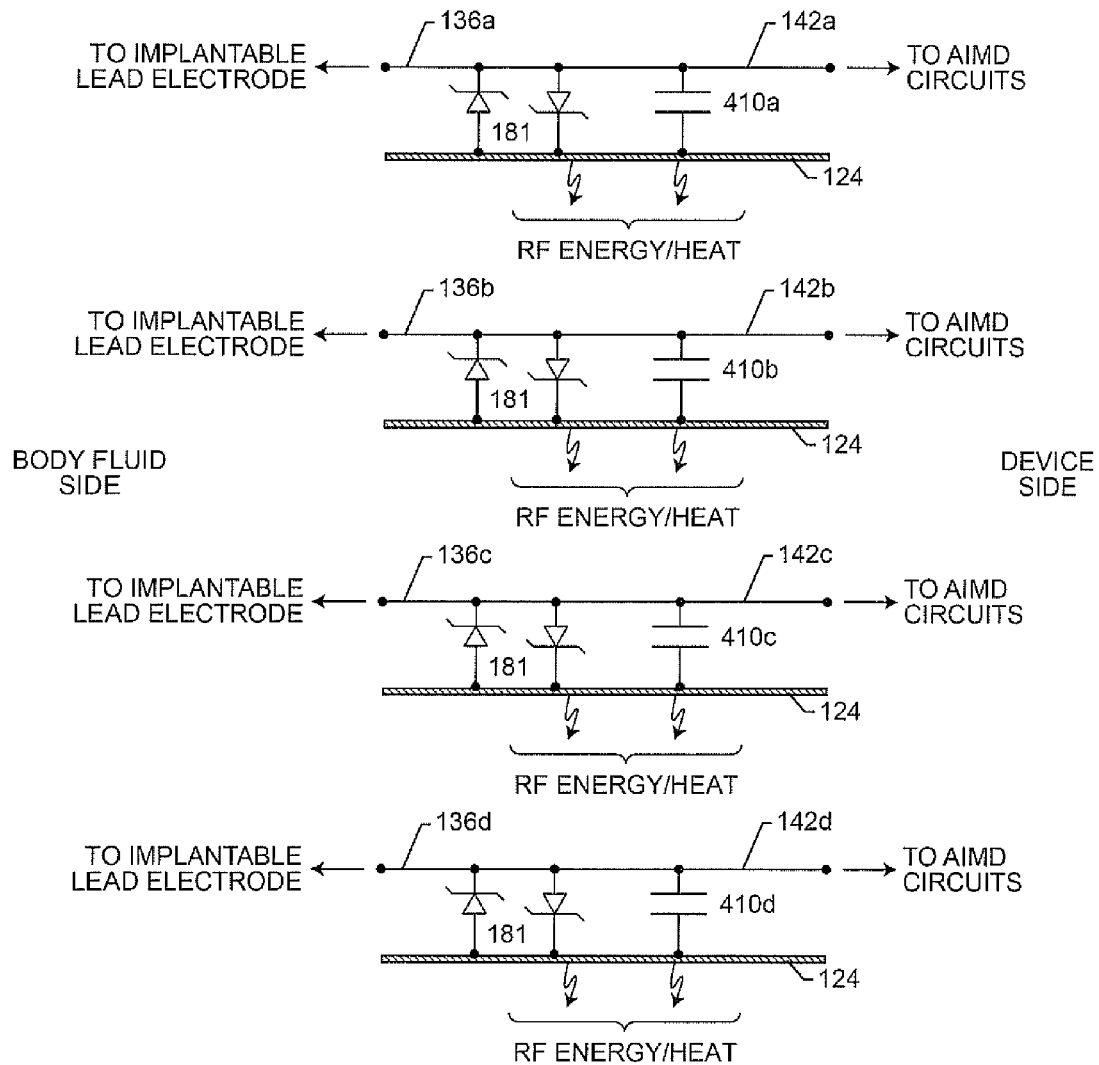 136a
142a
TO IMPLANTABLE
LEAD ELECTRODE
TO AIMD
CIRCUITS
410a
181
124
RF ENERGY/HEAT
136b
142b
TO IMPLANTABLE
LEAD ELECTRODE
TO AIMD
CIRCUITS
410b
181
124
BODY FLUID
SIDE
DEVICE
SIDE
RF ENERGY/HEAT
136c
142c
TO IMPLANTABLE
LEAD ELECTRODE
TO AIMD
CIRCUITS
410c
181
124
RF ENERGY/HEAT
136d
142d
TO IMPLANTABLE
LEAD ELECTRODE
TO AIMD
CIRCUITS
410d
181
124
RF ENERGY/HEAT